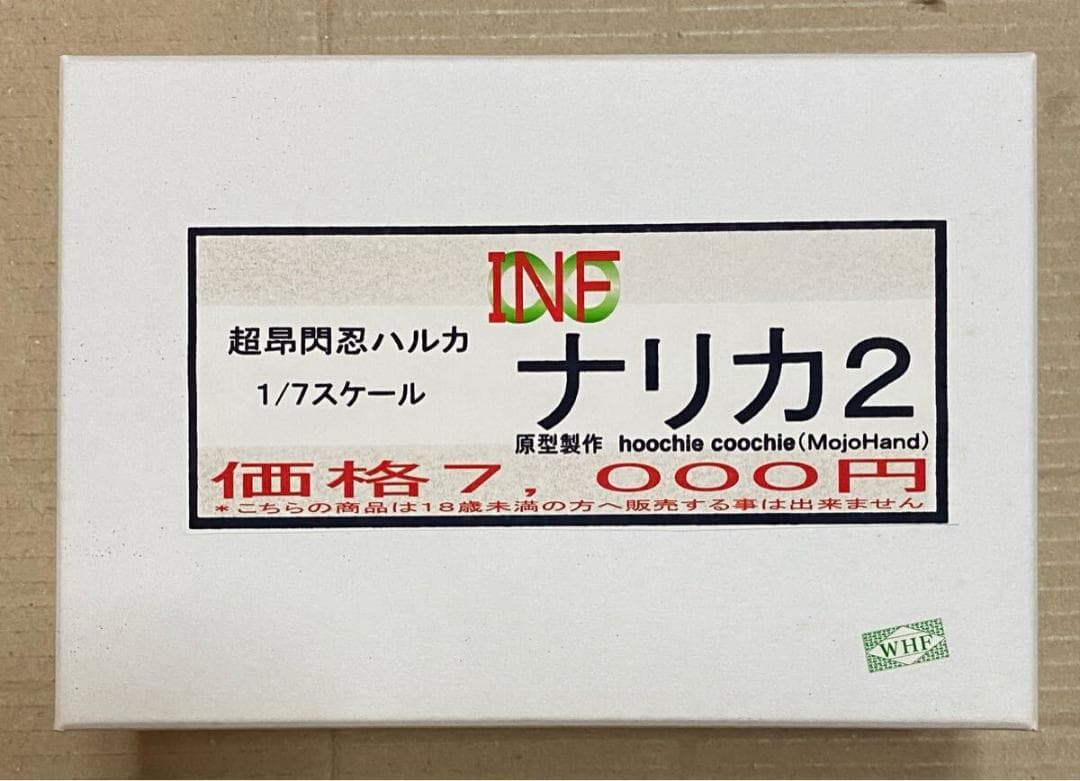 INF
超昂閃忍ハルカ
1/7スケール
ナリカ2
原型製作 hoochie coochie(MojoHand)
価格7,000円
*こちらの商品は18歳未満の方へ販売する事は出来ません
WHF